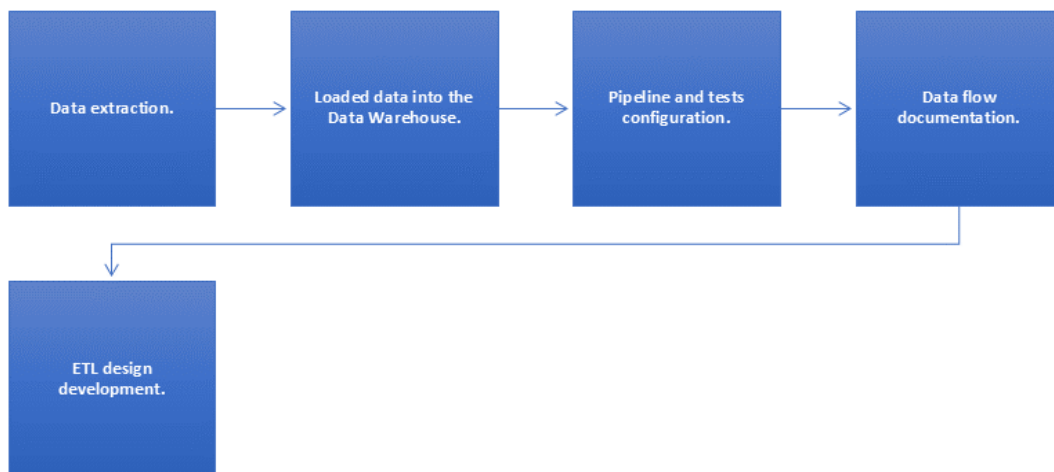 Data extraction.
Loaded data into the
Data Warehouse.
Pipeline and tests
configuration.
Data flow
documentation.
ETL design
development.